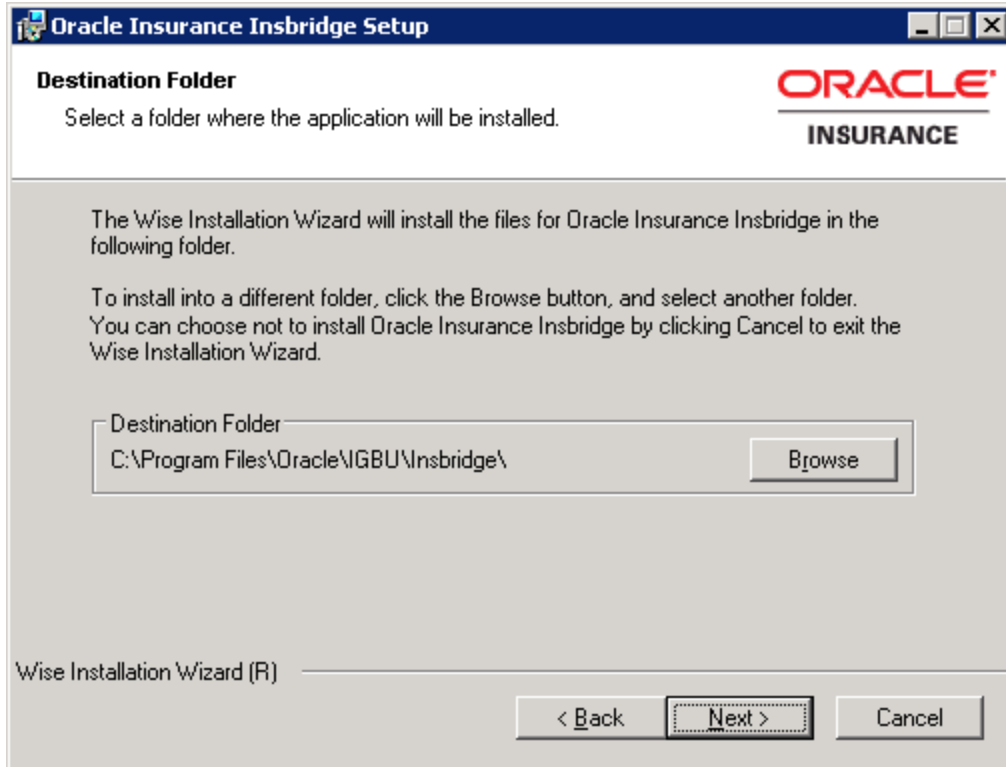 Oracle Insurance Insbridge Setup
Destination Folder
Select a folder where the application will be installed.
ORACLE
INSURANCE
The Wise Installation Wizard will install the files for Oracle Insurance Insbridge in the
following folder.
To install into a different folder, click the Browse button, and select another folder.
You can choose not to install Oracle Insurance Insbridge by clicking Cancel to exit the
Wise Installation Wizard.
Destination Folder
C:\Program Files\Oracle\IGBU\Insbridge\
Browse
Wise Installation Wizard (R)
< Back
Next >
Cancel